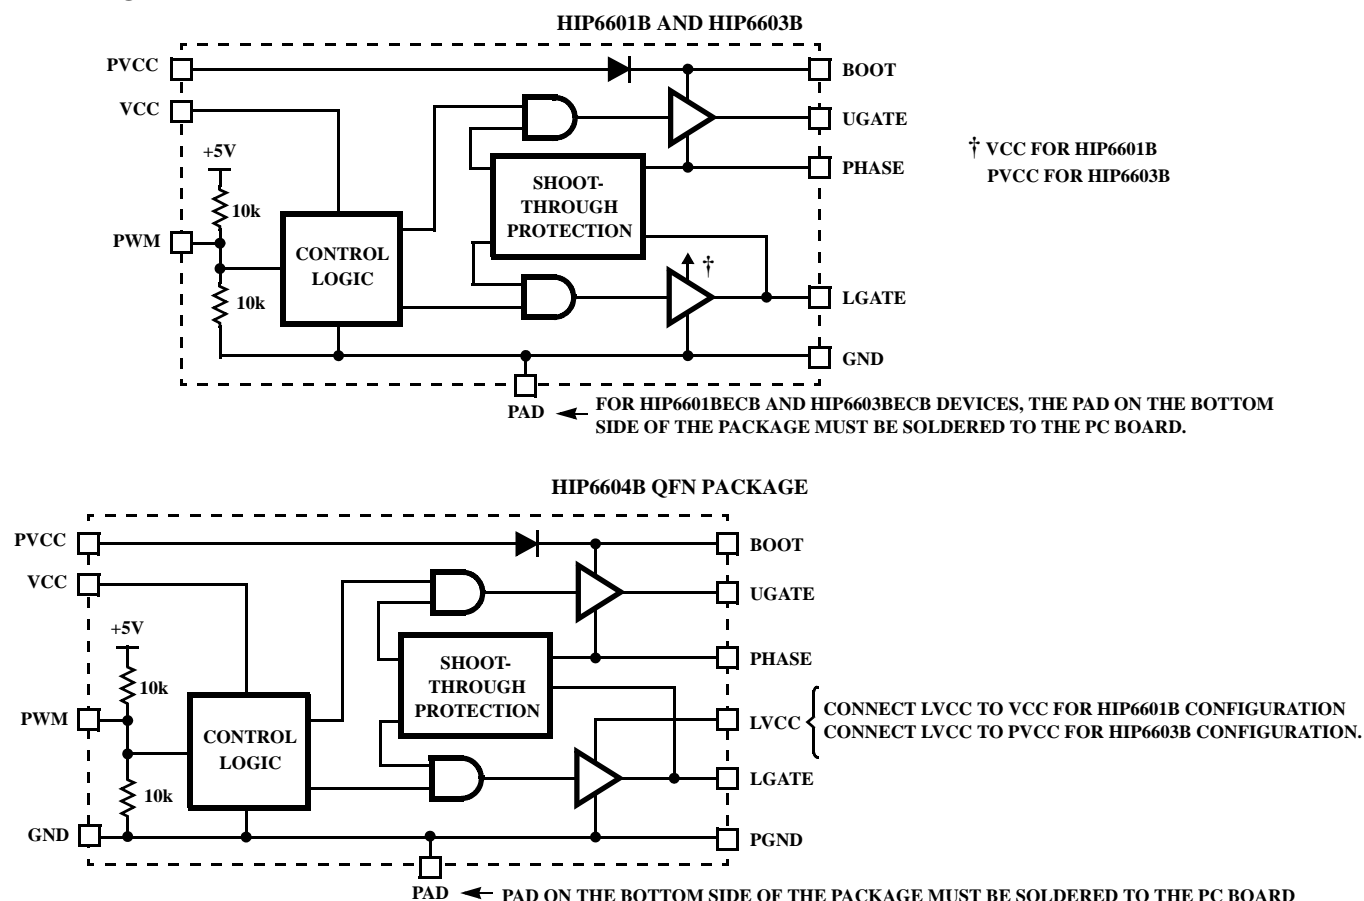 HIP6601B AND HIP6603B
PVCC
BOOT
VCC
UGATE
+5V
† VCC FOR HIP6601B
PVCC FOR HIP6603B
PHASE
SHOOT-
THROUGH
PROTECTION
10k
PWM
CONTROL
LOGIC
†
10k
LGATE
GND
PAD
FOR HIP6601BECB AND HIP6603BECB DEVICES, THE PAD ON THE BOTTOM
SIDE OF THE PACKAGE MUST BE SOLDERED TO THE PC BOARD.
HIP6604B QFN PACKAGE
PVCC
BOOT
VCC
UGATE
+5V
PHASE
SHOOT-
THROUGH
PROTECTION
10k
PWM
LVCC
CONNECT LVCC TO VCC FOR HIP6601B CONFIGURATION
CONNECT LVCC TO PVCC FOR HIP6603B CONFIGURATION.
CONTROL
LOGIC
10k
LGATE
GND
PGND
PAD
PAD ON THE BOTTOM SIDE OF THE PACKAGE MUST BE SOLDERED TO THE PC BOARD